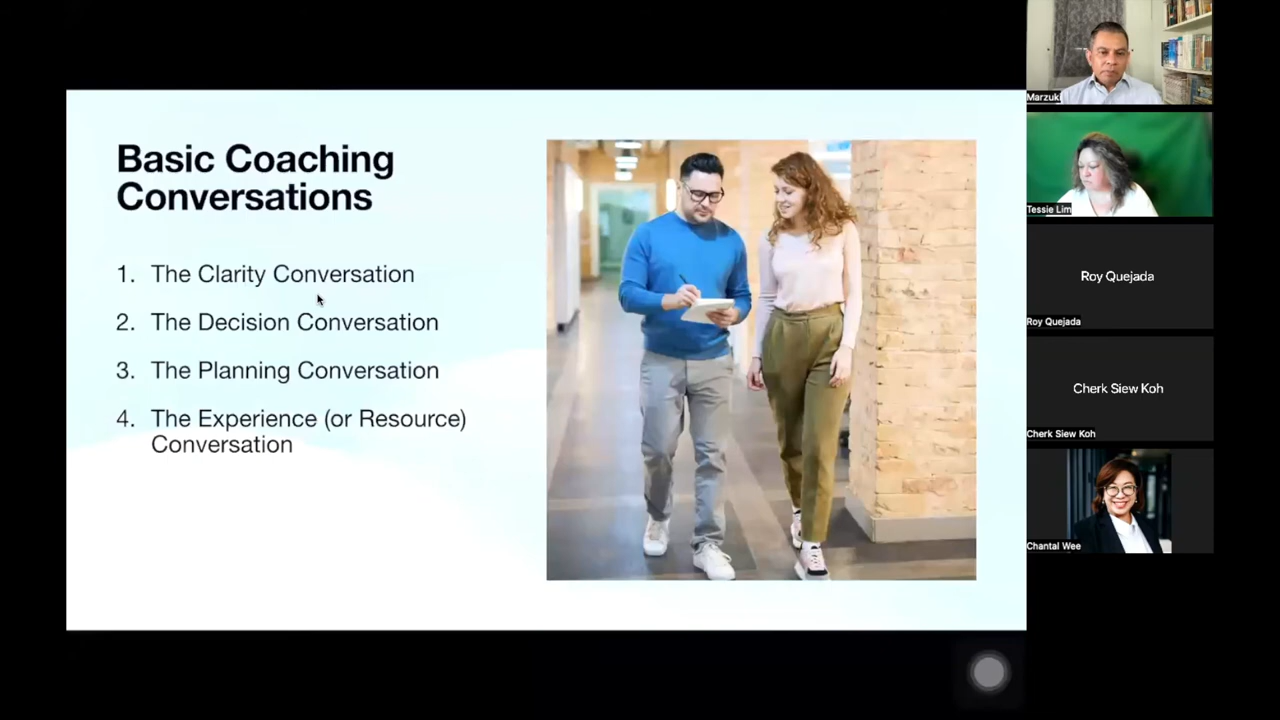 Basic Coaching
Conversations
1. The Clarity Conversation
2. The Decision Conversation
3. The Planning Conversation
4. The Experience (or Resource)
Conversation
Marzuki
Tessie Lim
Roy Quejada
Roy Quejada
Cherk Siew Koh
Cherk Siew Koh
Chantal Wee